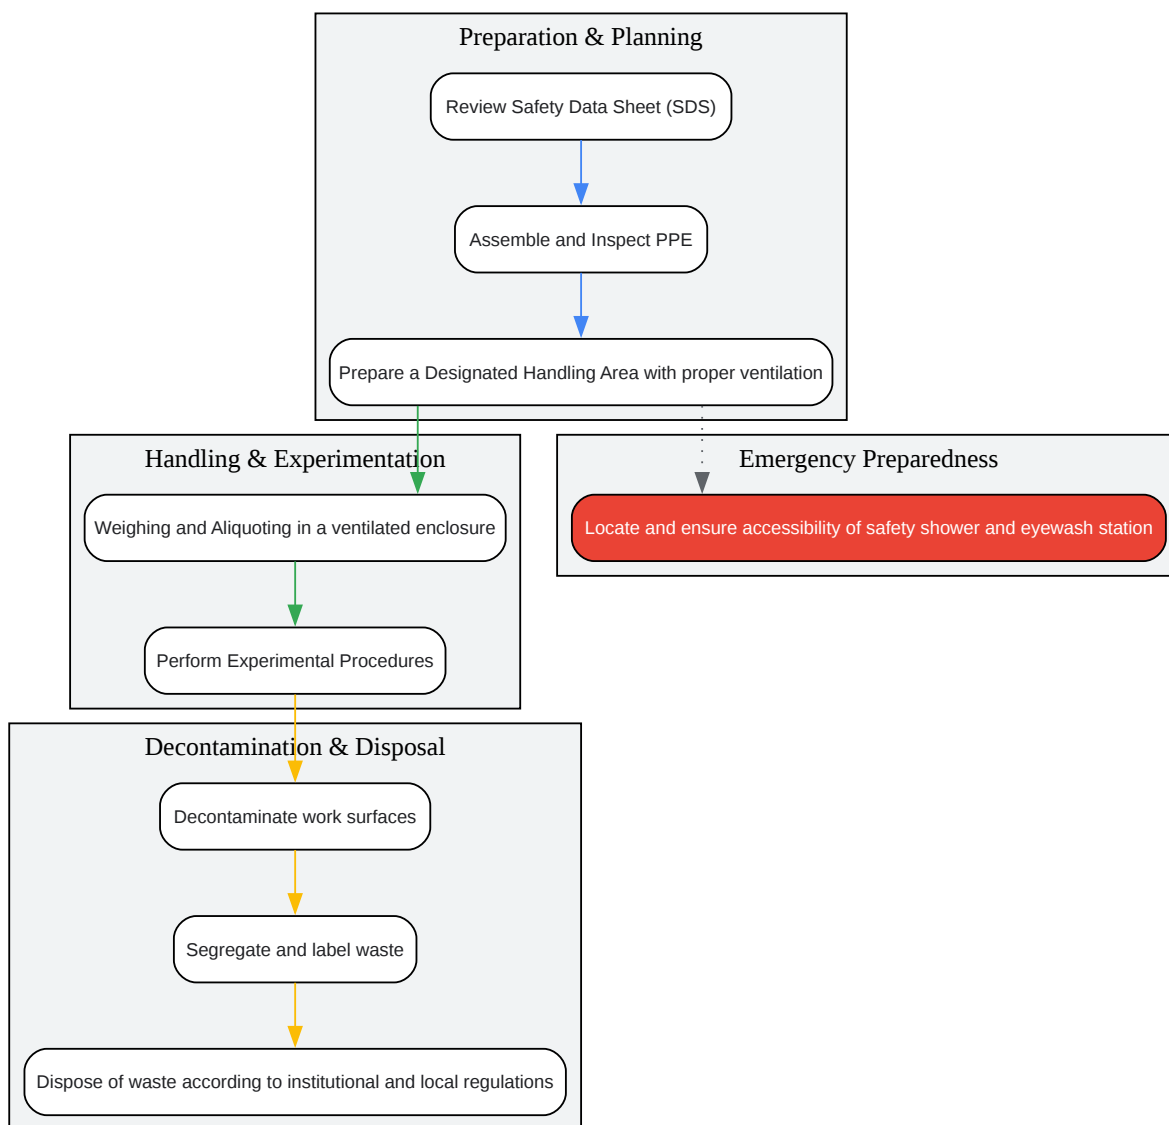 Preparation & Planning
Review Safety Data Sheet (SDS)
Assemble and Inspect PPE
Prepare a Designated Handling Area with proper ventilation
Handling & Experimentation
Weighing and Aliquoting in a ventilated enclosure
Perform Experimental Procedures
Emergency Preparedness
Locate and ensure accessibility of safety shower and eyewash station
Decontamination & Disposal
Decontaminate work surfaces
Segregate and label waste
Dispose of waste according to institutional and local regulations